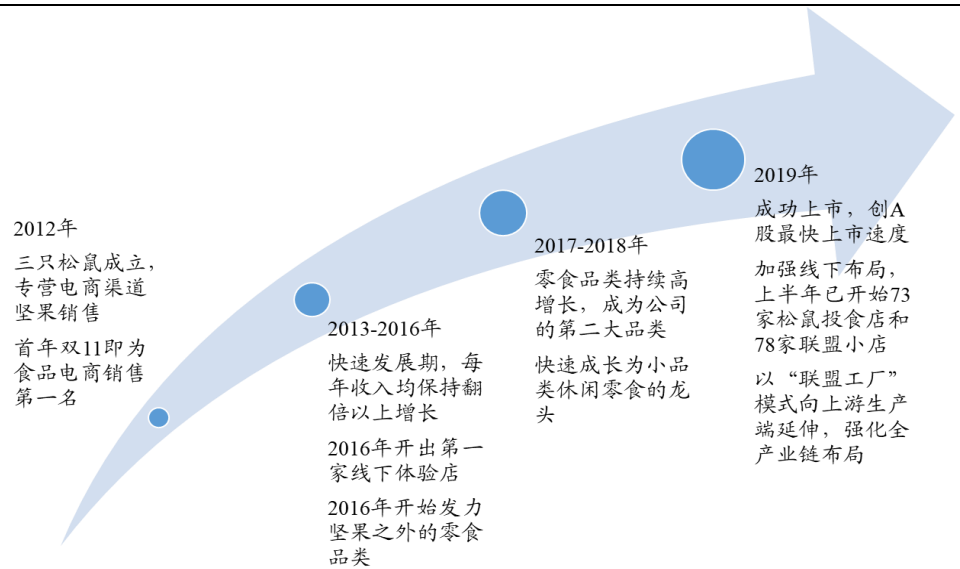 2012年
三只松鼠成立，
专营电商渠道
坚果销售
首年双11即为
食品电商销售
第一名
2013-2016年
快速发展期，每
年收入均保持翻
倍以上增长
2016年开出第一
家线下体验店
2016年开始发力
坚果之外的零食
品类
2017-2018年
零食品类持续高
增长，成为公司
的第二大品类
快速成长为小品
类休闲零食的龙
头
2019年
成功上市，创A
股最快上市速度
加强线下布局，
上半年已开始73
家松鼠投食店和
78家联盟小店
以“联盟工厂”
模式向上游生产
端延伸，强化全
产业链布局